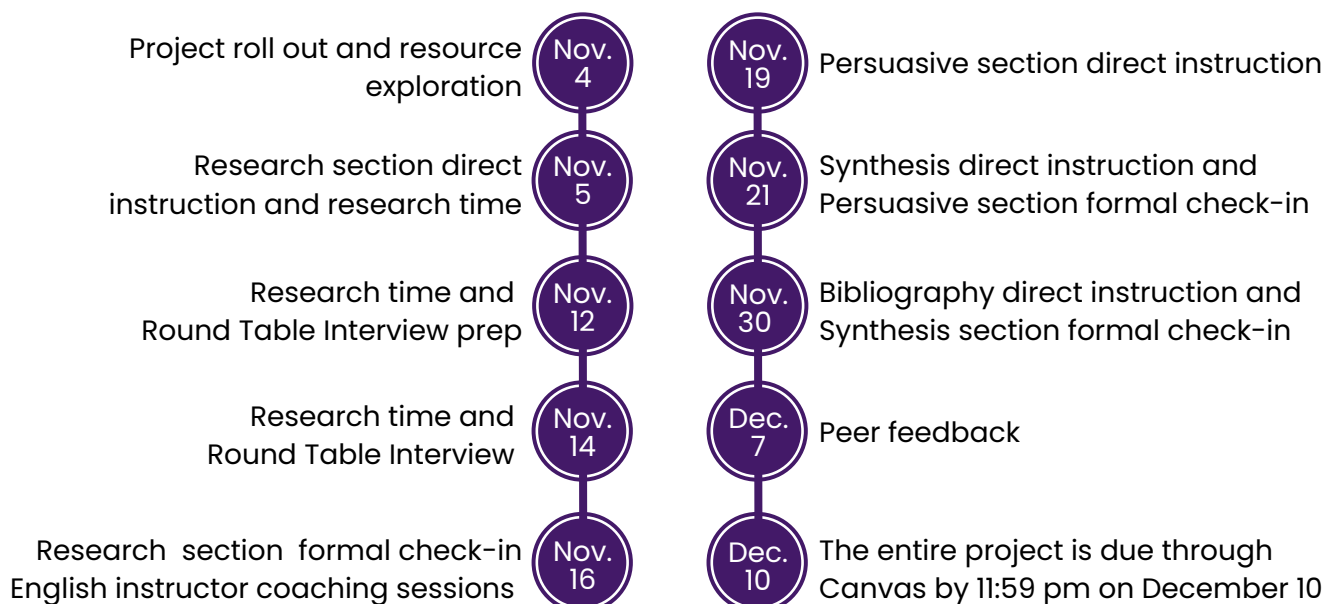 Project roll out and resource
exploration
Nov.
4
Research section direct
instruction and research time
Nov.
5
Research time and
Round Table Interview prep
Nov.
12
Research time and
Round Table Interview
Nov.
14
Research section formal check-in
English instructor coaching sessions
Nov.
16
Nov.
19
Persuasive section direct instruction
Nov.
21
Synthesis direct instruction and
Persuasive section formal check-in
Nov.
30
Bibliography direct instruction and
Synthesis section formal check-in
Dec.
7
Peer feedback
Dec.
10
The entire project is due through
Canvas by 11:59 pm on December 10